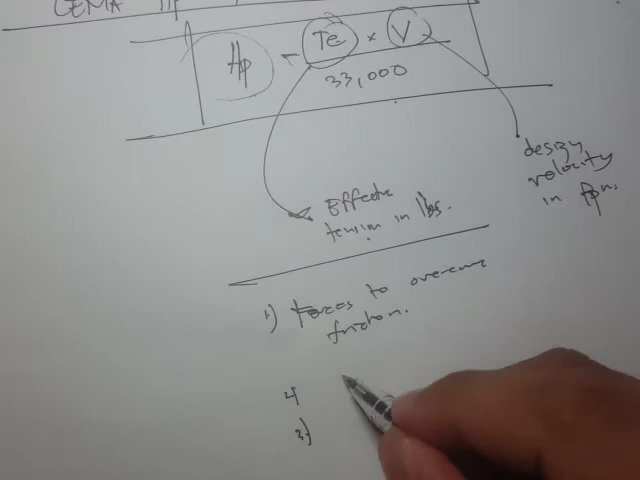 CEMA HP
Hp = Te x V
33,000
design
velocity
in fpm.
Effective
tension in lbs.
1) Forces to overcome
friction.
2)
3)